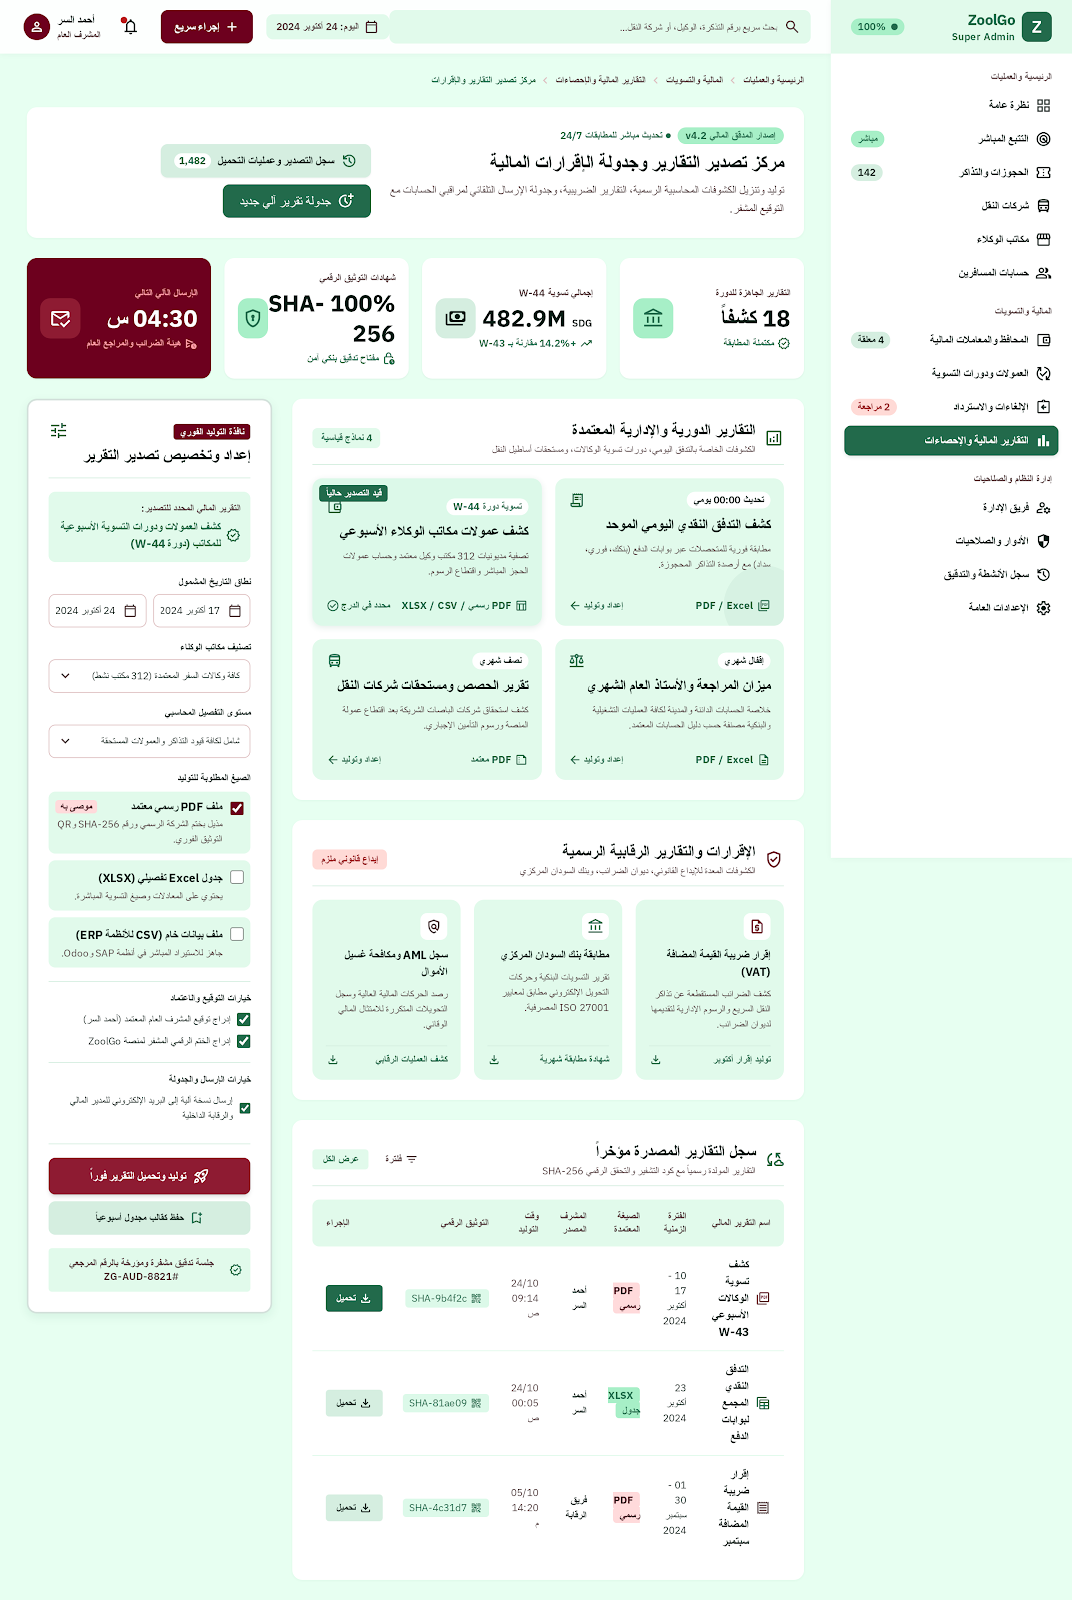 ZoolGo
Super Admin
Z
100%
الرئيسية والعمليات
نظرة عامة
التتبع المباشر
مباشر
الحجوزات والتذاكر
142
شركات النقل
مكاتب الوكلاء
حسابات المسافرين
المالية والتسويات
المحافظ والمعاملات المالية
4 معلقة
العمولات ودورات التسوية
الإلغاءات والاسترداد
2 مراجعة
التقارير المالية والإحصاءات
إدارة النظام والصلاحيات
فريق الإدارة
الأدوار والصلاحيات
سجل الأنشطة والتدقيق
الإعدادات العامة
بحث سريع برقم التذكرة، الوكيل، أو شركة النقل...
اليوم: 24 أكتوبر 2024
إجراء سريع
أحمد السر
المشرف العام
الرئيسية والعمليات
المالية والتسويات
التقارير المالية والإحصاءات
مركز تصدير التقارير والإقرارات
إصدار المدقق المالي v4.2
تحديث مباشر للمطابقات 24/7
مركز تصدير التقارير وجدولة الإقرارات المالية
توليد وتنزيل الكشوفات المحاسبية الرسمية، التقارير الضريبية، وجدولة الإرسال التلقائي لمراقبي الحسابات مع
التوقيع المشفر.
سجل التصدير وعمليات التحميل
1,482
جدولة تقرير آلي جديد
التقارير الجاهزة للدورة
18 كشفاً
مكتملة المطابقة
إجمالي تسوية W-44
482.9M SDG
+14.2% مقارنة بـ W-43
شهادات التوثيق الرقمي
100% SHA-
256
مفتاح تدقيق بنكي آمن
الإرسال الآلي التالي
04:30 س
هيئة الضرائب والمراجع العام
التقارير الدورية والإدارية المعتمدة
الكشوفات الخاصة بالتدفق اليومي، دورات تسوية الوكالات، ومستحقات أساطيل النقل
4 نماذج قياسية
تحديث 00:00 يومي
كشف التدفق النقدي اليومي الموحد
مطابقة فورية للمتحصلات عبر بوابات الدفع (بنكك، فوري،
سداد) مع أرصدة التذاكر المحجوزة.
PDF / Excel
إعداد وتوليد
قيد التصدير حالياً
تسوية دورة W-44
كشف عمولات مكاتب الوكلاء الأسبوعي
تصفية مديونيات 312 مكتب وكيل معتمد وحساب عمولات
الحجز المباشر واقتطاع الرسوم.
PDF رسمي / XLSX / CSV
محدد في الدرج
إقفال شهري
ميزان المراجعة والأستاذ العام الشهري
خلاصة الحسابات الدائنة والمدينة لكافة العمليات التشغيلية
والبنكية مصنفة حسب دليل الحسابات المعتمد.
PDF / Excel
إعداد وتوليد
نصف شهري
تقرير الحصص ومستحقات شركات النقل
كشف استحقاق شركات الباصات الشريكة بعد اقتطاع عمولة
المنصة ورسوم التأمين الإجباري.
PDF معتمد
إعداد وتوليد
الإقرارات والتقارير الرقابية الرسمية
الكشوفات المعدة للإيداع القانوني، ديوان الضرائب، وبنك السودان المركزي
إيداع قانوني ملزم
إقرار ضريبة القيمة المضافة
(VAT)
كشف الضرائب المستقطعة عن تذاكر
النقل السريع والرسوم الإدارية لتقديمها
لديوان الضرائب.
توليد إقرار أكتوبر
مطابقة بنك السودان المركزي
تقرير التسويات البنكية وحركات
التحويل الإلكتروني مطابق لمعايير
ISO 27001 المصرفية.
شهادة مطابقة شهرية
سجل AML ومكافحة غسيل
الأموال
رصد الحركات المالية العالية وسجل
التحويلات المتكررة للامتثال المالي
الوقائي.
كشف العمليات الرقابي
سجل التقارير المصدرة مؤخراً
التقارير المولدة رسمياً مع كود التشفير والتحقق الرقمي SHA-256
فلترة
عرض الكل
اسم التقرير المالي
الفترة
الزمنية
الصيغة
المعتمدة
المشرف
المصدر
وقت
التوليد
التوثيق الرقمي
الإجراء
كشف
تسوية
الوكالات
الأسبوعي
W-43
10 -
17
أكتوبر
2024
PDF
رسمي
أحمد
السر
24/10
09:14
ص
SHA-9b4f2c
تحميل
التدفق
النقدي
المجمع
لبوابات
الدفع
23
أكتوبر
2024
XLSX
جدول
أحمد
السر
24/10
00:05
ص
SHA-81ae09
تحميل
إقرار
ضريبة
القيمة
المضافة
سبتمبر
01 -
30
سبتمبر
2024
PDF
رسمي
فريق
الرقابة
05/10
14:20
م
SHA-4c31d7
تحميل
نافذة التوليد الفوري
إعداد وتخصيص تصدير التقرير
التقرير المالي المحدد للتصدير:
كشف العمولات ودورات التسوية الأسبوعية
للمكاتب (دورة W-44)
نطاق التاريخ المشمول
17 أكتوبر 2024
24 أكتوبر 2024
تصنيف مكاتب الوكلاء
كافة وكالات السفر المعتمدة (312 مكتب نشط)
مستوى التفصيل المحاسبي
شامل لكافة قيود التذاكر والعمولات المستحقة
الصيغ المطلوبة للتوليد
ملف PDF رسمي معتمد
موصى به
مذيل بختم الشركة الرسمي ورقم SHA-256 و QR
التوثيق الفوري.
جدول Excel تفصيلي (XLSX)
يحتوي على المعادلات وصيغ التسوية المباشرة.
ملف بيانات خام (CSV للأنظمة ERP)
جاهز للاستيراد المباشر في أنظمة SAP و Odoo.
خيارات التوقيع والاعتماد
إدراج توقيع المشرف العام المعتمد (أحمد السر)
إدراج الختم الرقمي المشفر لمنصة ZoolGo
خيارات الإرسال والجدولة
إرسال نسخة آلية إلى البريد الإلكتروني للمدير المالي
والرقابة الداخلية
توليد وتحميل التقرير فوراً
حفظ كقالب مجدول أسبوعياً
جلسة تدقيق مشفرة ومؤرخة بالرقم المرجعي
#ZG-AUD-8821